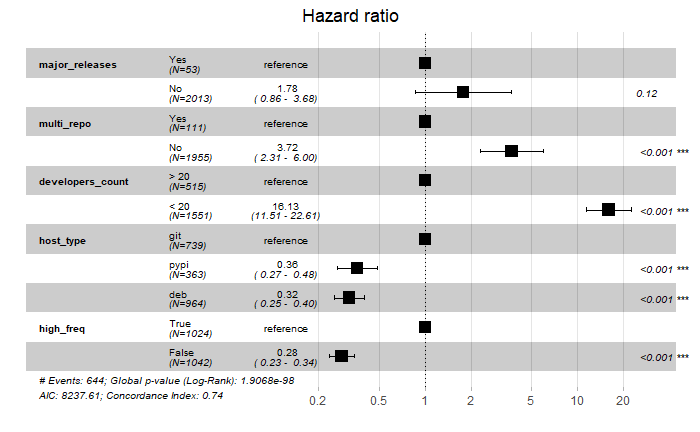 Hazard ratio
major_releases Yes reference
(N=53)
No 1.78 0.12
(N=2013) ( 0.86 - 3.68)
multi_repo Yes reference
(N=111)
No 3.72 <0.001 ***
(N=1955) ( 2.31 - 6.00)
developers_count > 20 reference
(N=515)
< 20 16.13 <0.001 ***
(N=1551) (11.51 - 22.61)
host_type git reference
(N=739)
pypi 0.36 <0.001 ***
(N=363) ( 0.27 - 0.48)
deb 0.32 <0.001 ***
(N=964) ( 0.25 - 0.40)
high_freq True reference
(N=1024)
False 0.28 <0.001 ***
(N=1042) ( 0.23 - 0.34)
# Events: 644; Global p-value (Log-Rank): 1.9068e-98
AIC: 8237.61; Concordance Index: 0.74
0.2 0.5 1 2 5 10 20